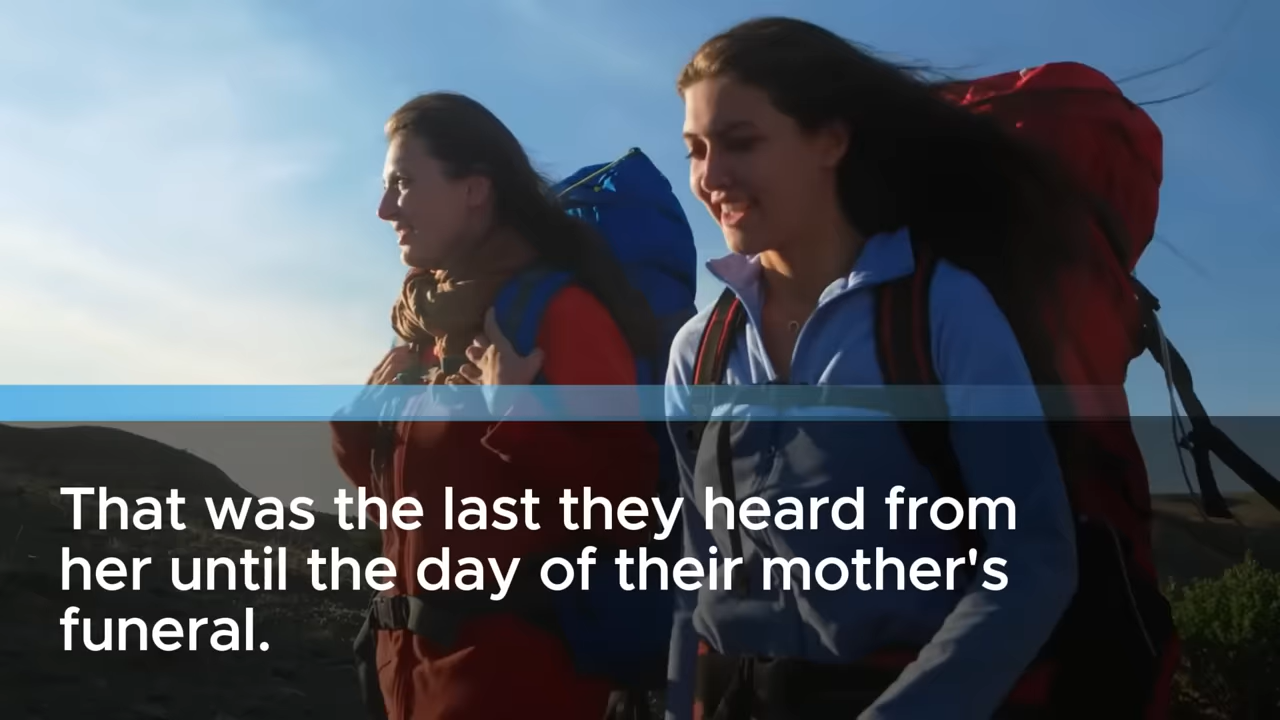 That was the last they heard from
her until the day of their mother's
funeral.